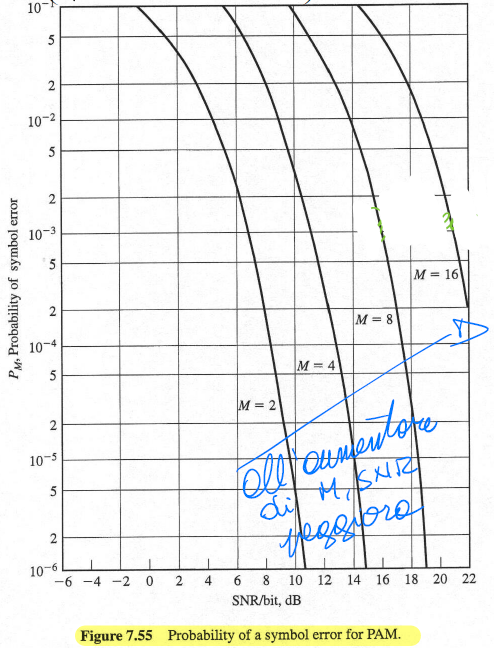 10⁻¹
5
2
10⁻²
5
2
10⁻³
5
2
10⁻⁴
5
2
10⁻⁵
5
2
10⁻⁶
P_M, Probability of symbol error
M = 16
M = 8
M = 4
M = 2
all'aumentare
di M, SNR
peggiora
−6 −4 −2 0 2 4 6 8 10 12 14 16 18 20 22
SNR/bit, dB
Figure 7.55 Probability of a symbol error for PAM.